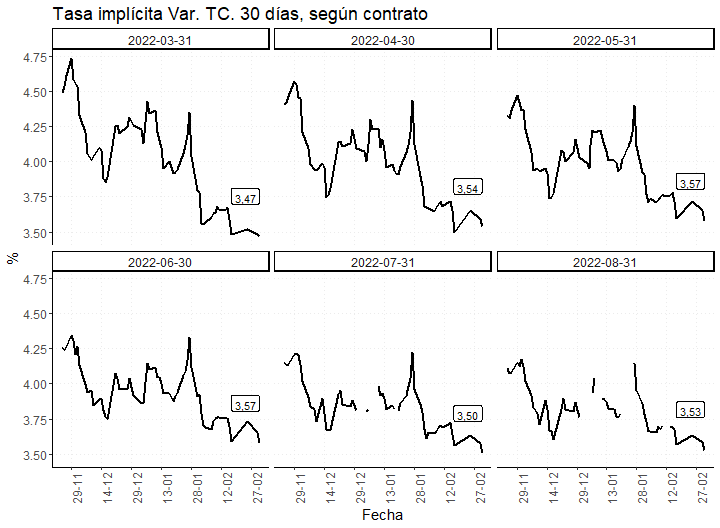 Tasa implícita Var. TC. 30 días, según contrato
2022-03-31 2022-04-30 2022-05-31
4.75
4.50
4.25
4.00
3.75
3.50
3,47 3,54 3,57
%
2022-06-30 2022-07-31 2022-08-31
4.75
4.50
4.25
4.00
3.75
3.50
3,57 3,50 3,53
29-11 14-12 29-12 13-01 28-01 12-02 27-02 29-11 14-12 29-12 13-01 28-01 12-02 27-02 29-11 14-12 29-12 13-01 28-01 12-02 27-02
Fecha